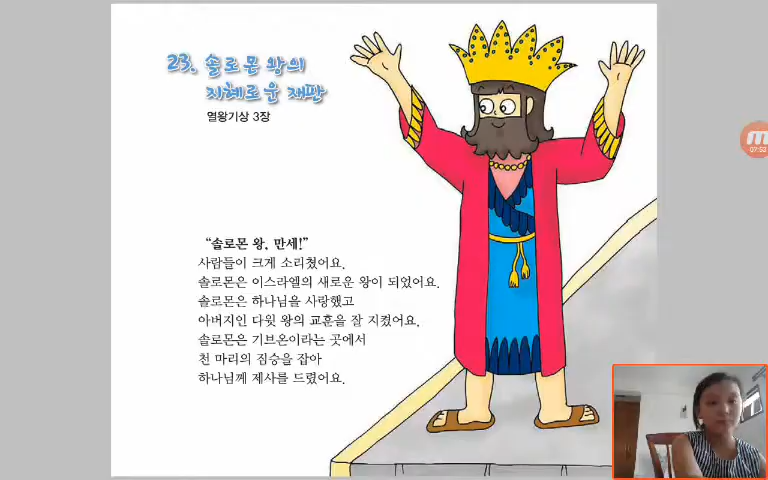 23. 솔로몬 왕의
지혜로운 재판
열왕기상 3장
“솔로몬 왕, 만세!”
사람들이 크게 소리쳤어요.
솔로몬은 이스라엘의 새로운 왕이 되었어요.
솔로몬은 하나님을 사랑했고
아버지인 다윗 왕의 교훈을 잘 지켰어요.
솔로몬은 기브온이라는 곳에서
천 마리의 짐승을 잡아
하나님께 제사를 드렸어요.
07:53